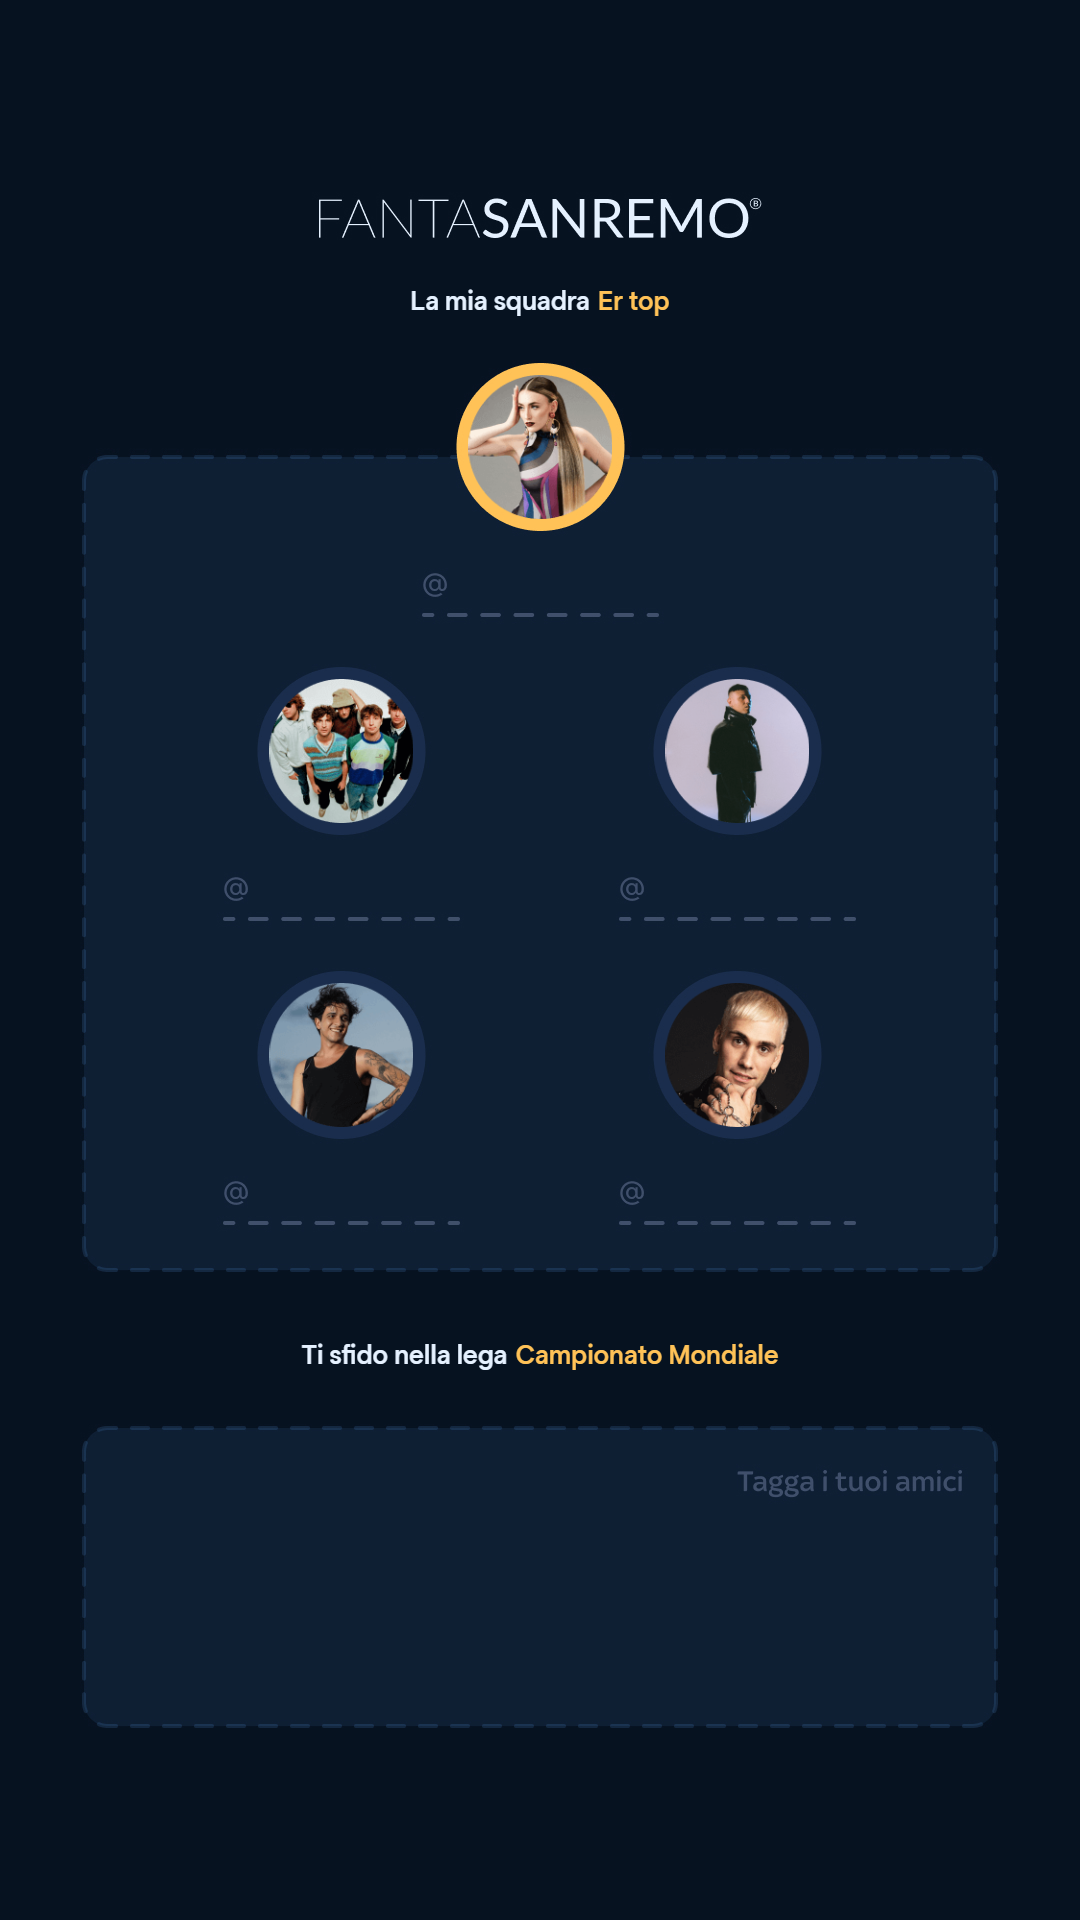 FANTASANREMO®
La mia squadra Er top
@
@ @
@ @
Ti sfido nella lega Campionato Mondiale
Tagga i tuoi amici